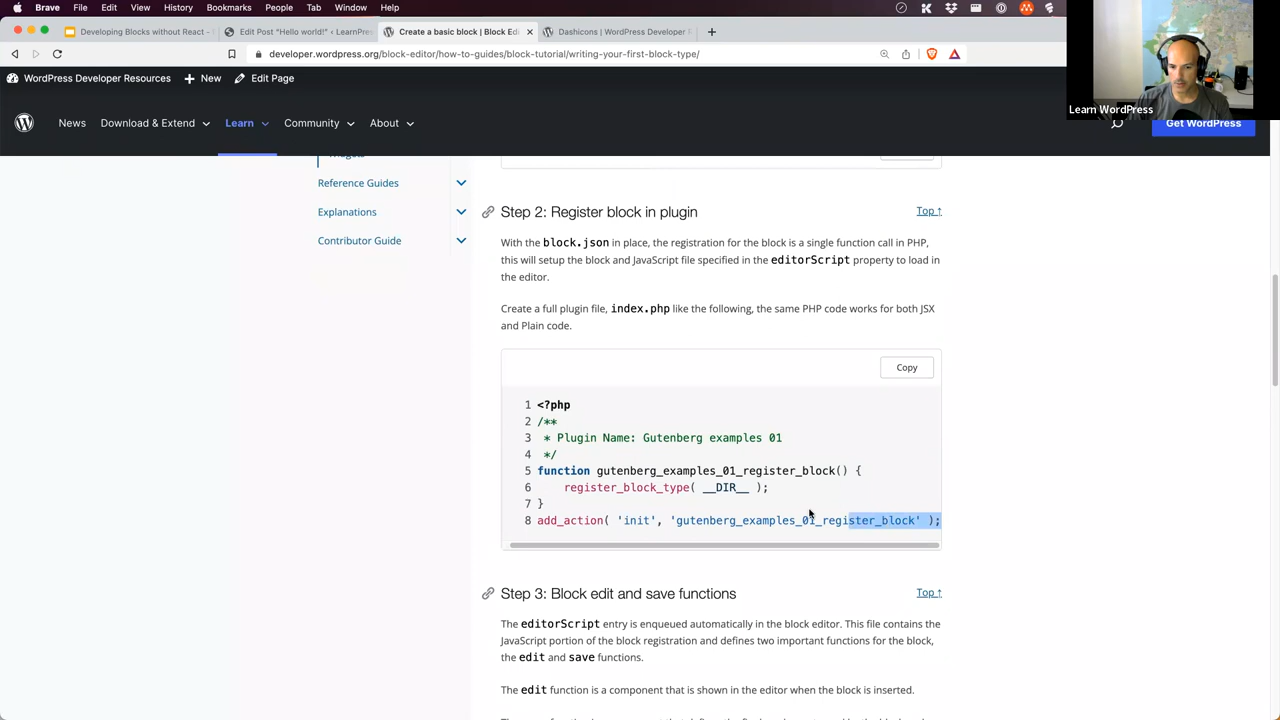 Brave File Edit View History Bookmarks People Tab Window Help
Developing Blocks without React -
Edit Post "Hello world!" ‹ LearnPres
Create a basic block | Block Edi
Dashicons | WordPress Developer R
developer.wordpress.org/block-editor/how-to-guides/block-tutorial/writing-your-first-block-type/
WordPress Developer Resources New Edit Page
Learn WordPress
News Download & Extend Learn Community About Get WordPress
Widgets
Reference Guides
Explanations
Contributor Guide
Step 2: Register block in plugin Top ↑
With the block.json in place, the registration for the block is a single function call in PHP,
this will setup the block and JavaScript file specified in the editorScript property to load in
the editor.
Create a full plugin file, index.php like the following, the same PHP code works for both JSX
and Plain code.
Copy
1 <?php
2 /**
3 * Plugin Name: Gutenberg examples 01
4 */
5 function gutenberg_examples_01_register_block() {
6 register_block_type( __DIR__ );
7 }
8 add_action( 'init', 'gutenberg_examples_01_register_block' );
Step 3: Block edit and save functions Top ↑
The editorScript entry is enqueued automatically in the block editor. This file contains the
JavaScript portion of the block registration and defines two important functions for the block,
the edit and save functions.
The edit function is a component that is shown in the editor when the block is inserted.